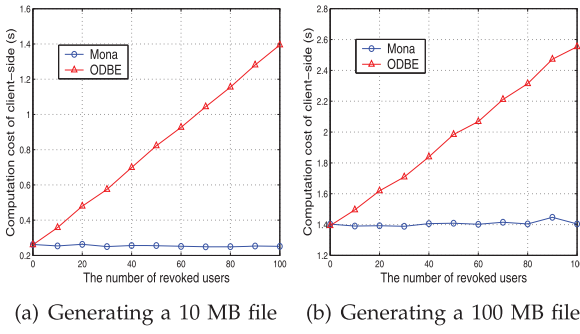 Computation cost of client–side (s)
1.6
1.4
1.2
1
0.8
0.6
0.4
0.2
Mona
ODBE
0 20 40 60 80 100
The number of revoked users
(a) Generating a 10 MB file
Computation cost of client–side (s)
2.8
2.6
2.4
2.2
2
1.8
1.6
1.4
1.2
Mona
ODBE
0 20 40 60 80 100
The number of revoked users
(b) Generating a 100 MB file